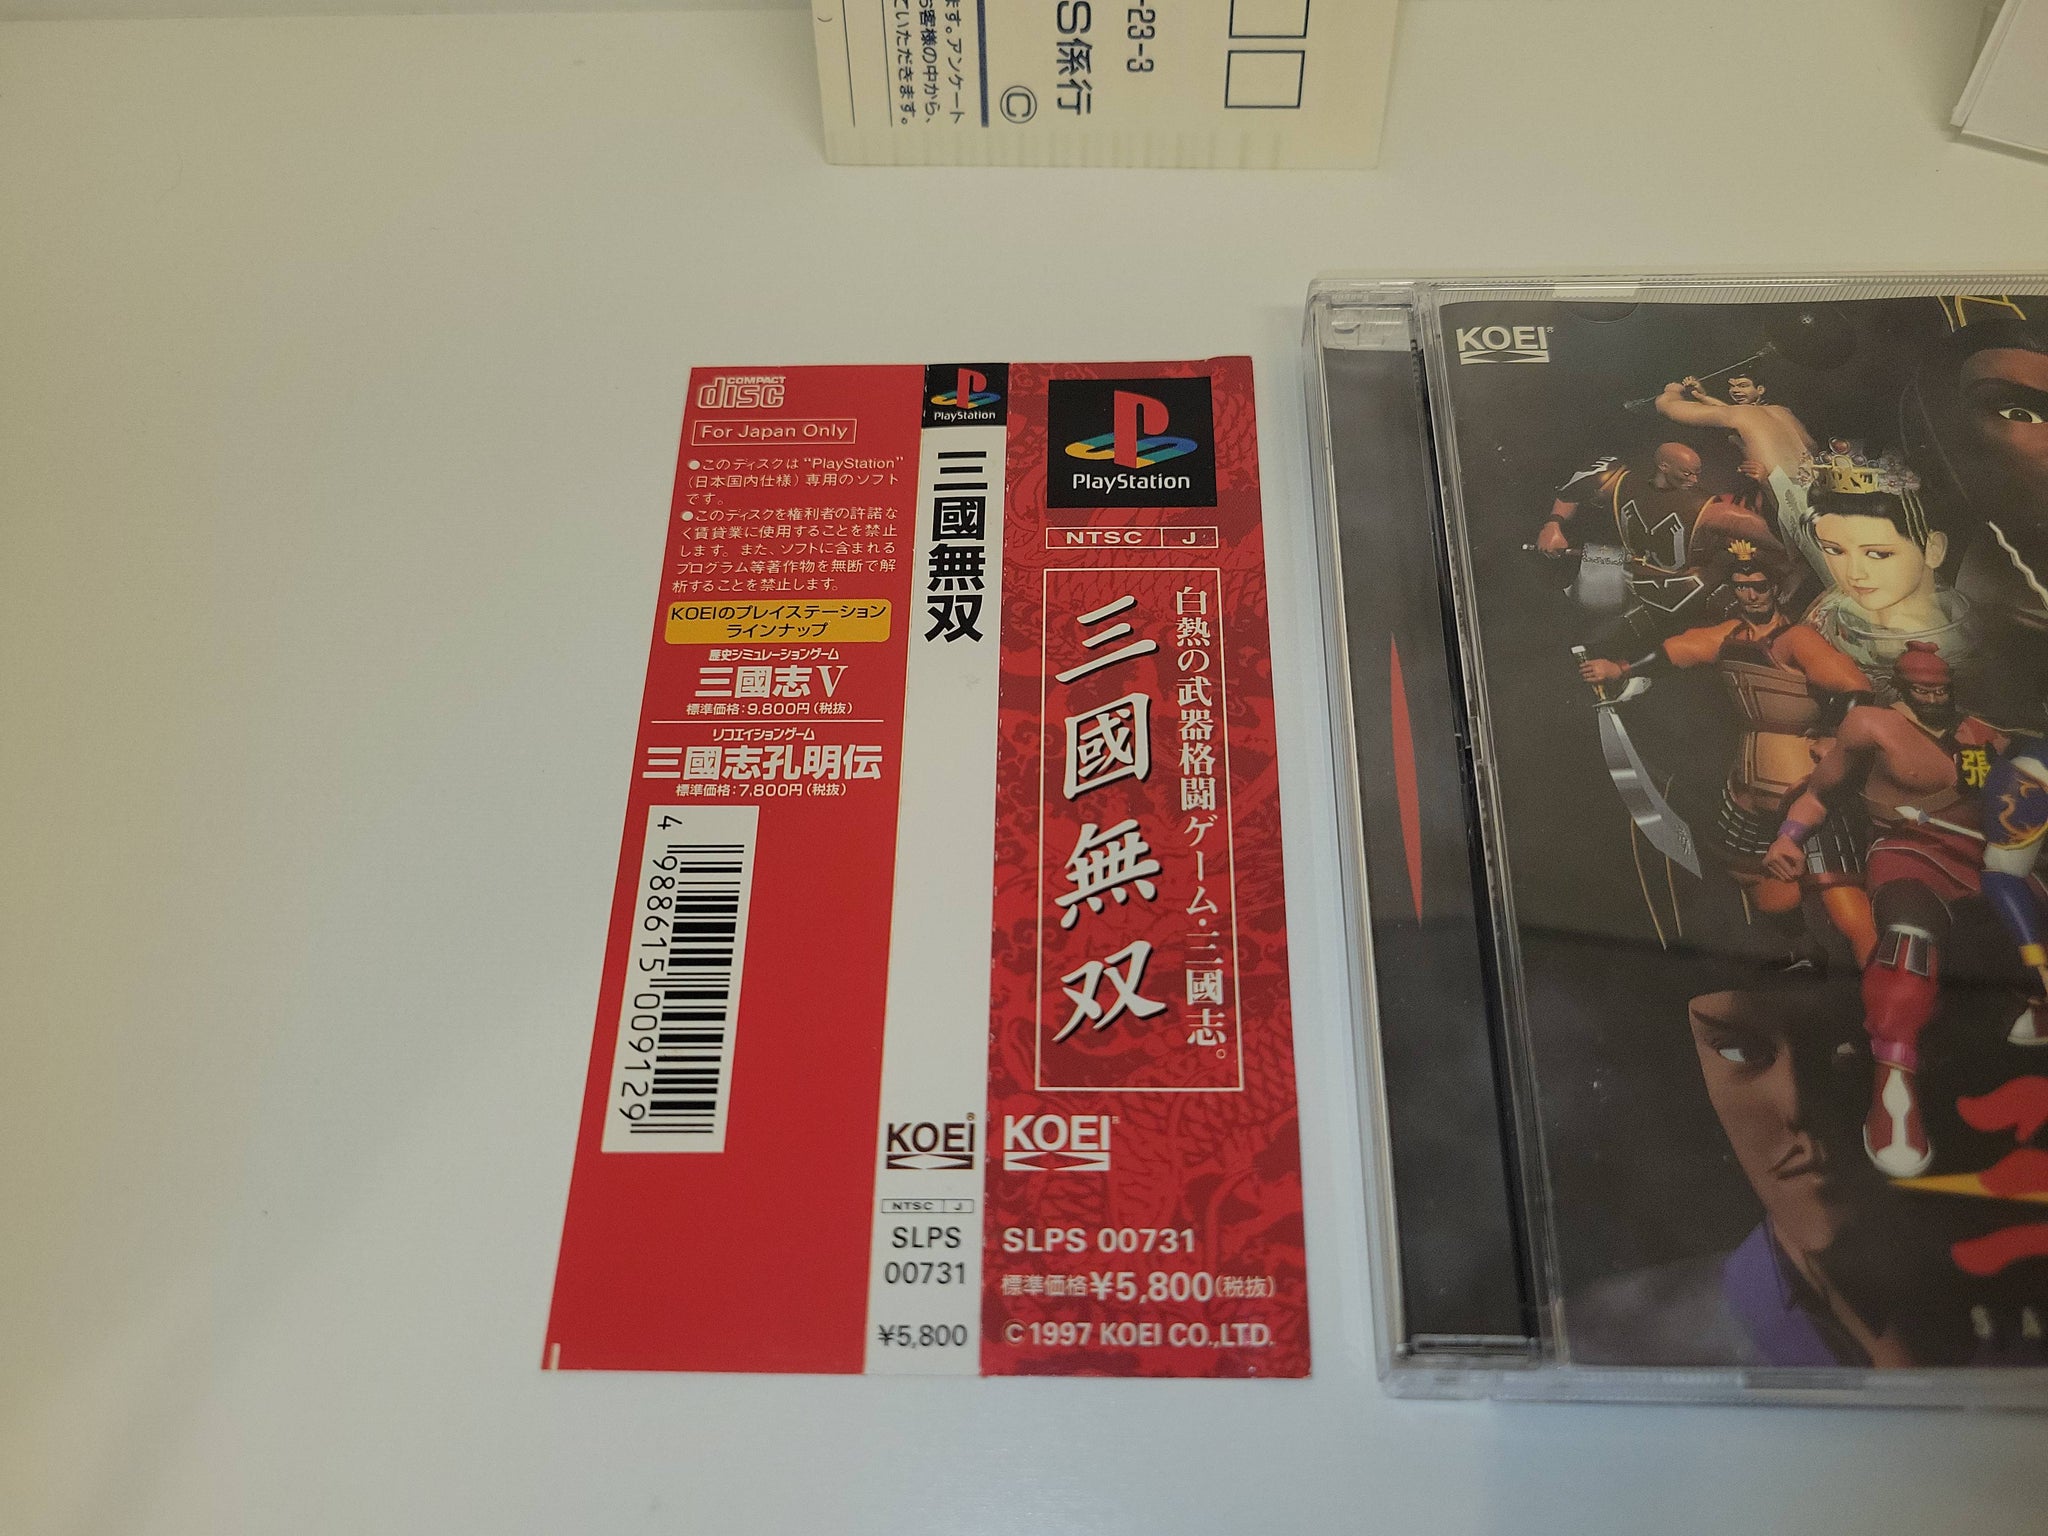 -23-3
S係行
©
ます。アンケート
お客様の中から、
ていただきます。
COMPACT
disc
For Japan Only
●このディスクは“PlayStation”
(日本国内仕様)専用のソフト
です。
●このディスクを権利者の許諾な
く賃貸業に使用することを禁止
します。また、ソフトに含まれる
プログラム等著作物を無断で解
析することを禁止します。
KOEIのプレイステーション
ラインナップ
歴史シミュレーションゲーム
三國志V
標準価格:9,800円(税抜)
リコエイションゲーム
三國志孔明伝
標準価格:7,800円(税抜)
4 988615 009129
PlayStation
三國無双
KOEI®
NTSC J
SLPS
00731
¥5,800
PlayStation
NTSC J
白熱の武器格闘ゲーム・三國志。
三國無双
KOEI®
SLPS 00731
標準価格¥5,800(税抜)
©1997 KOEI CO.,LTD.
KOEI®
張
S A